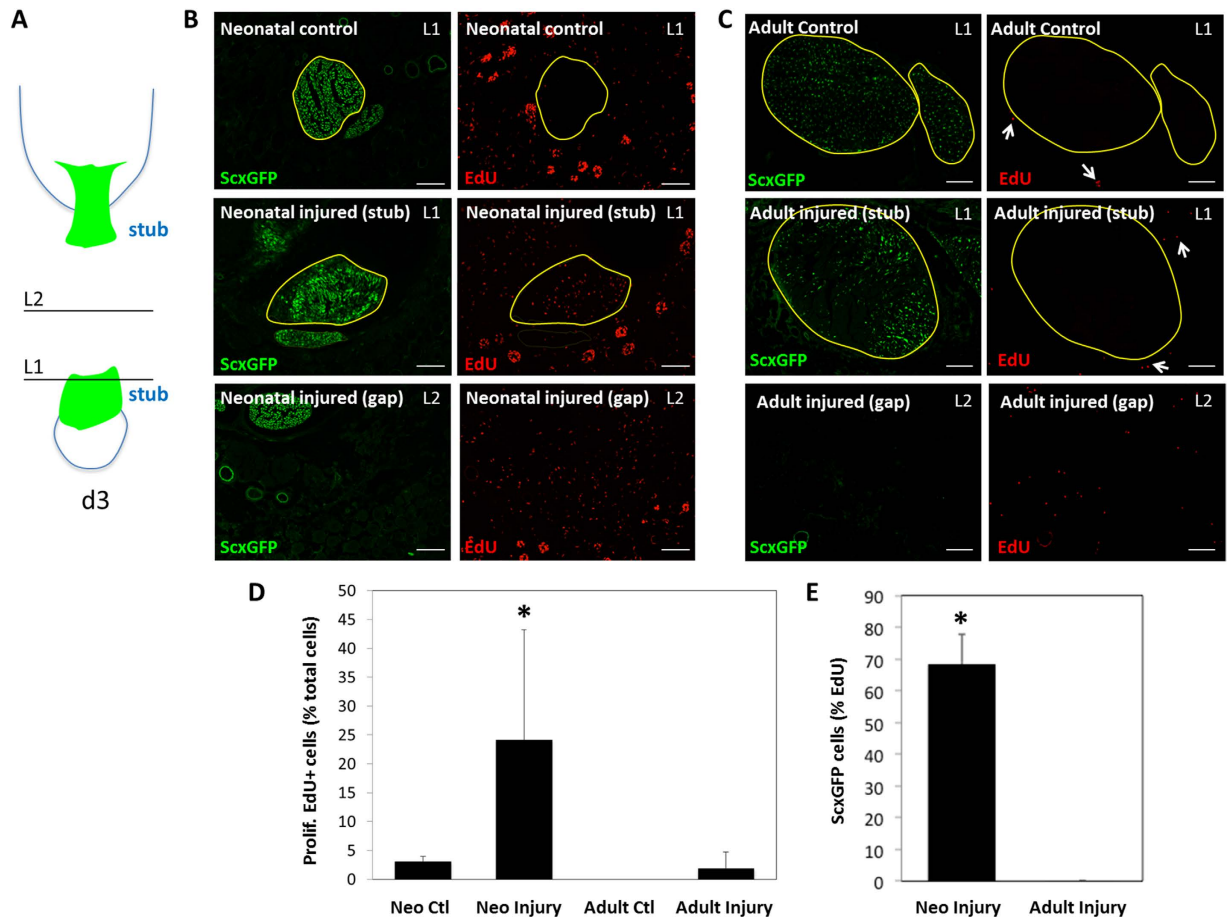 A
stub
L2
L1
stub
d3
B
Neonatal control L1
ScxGFP
Neonatal control L1
EdU
Neonatal injured (stub) L1
ScxGFP
Neonatal injured (stub) L1
EdU
Neonatal injured (gap) L2
ScxGFP
Neonatal injured (gap) L2
EdU
C
Adult Control L1
ScxGFP
Adult Control L1
EdU
Adult injured (stub) L1
ScxGFP
Adult injured (stub) L1
EdU
Adult injured (gap) L2
ScxGFP
Adult injured (gap) L2
EdU
D
Prolif. EdU+ cells (% total cells)
50
45
40
35
30
25
20
15
10
5
0
*
Neo Ctl Neo Injury Adult Ctl Adult Injury
E
ScxGFP cells (% EdU)
90
80
70
60
50
40
30
20
10
0
*
Neo Injury Adult Injury